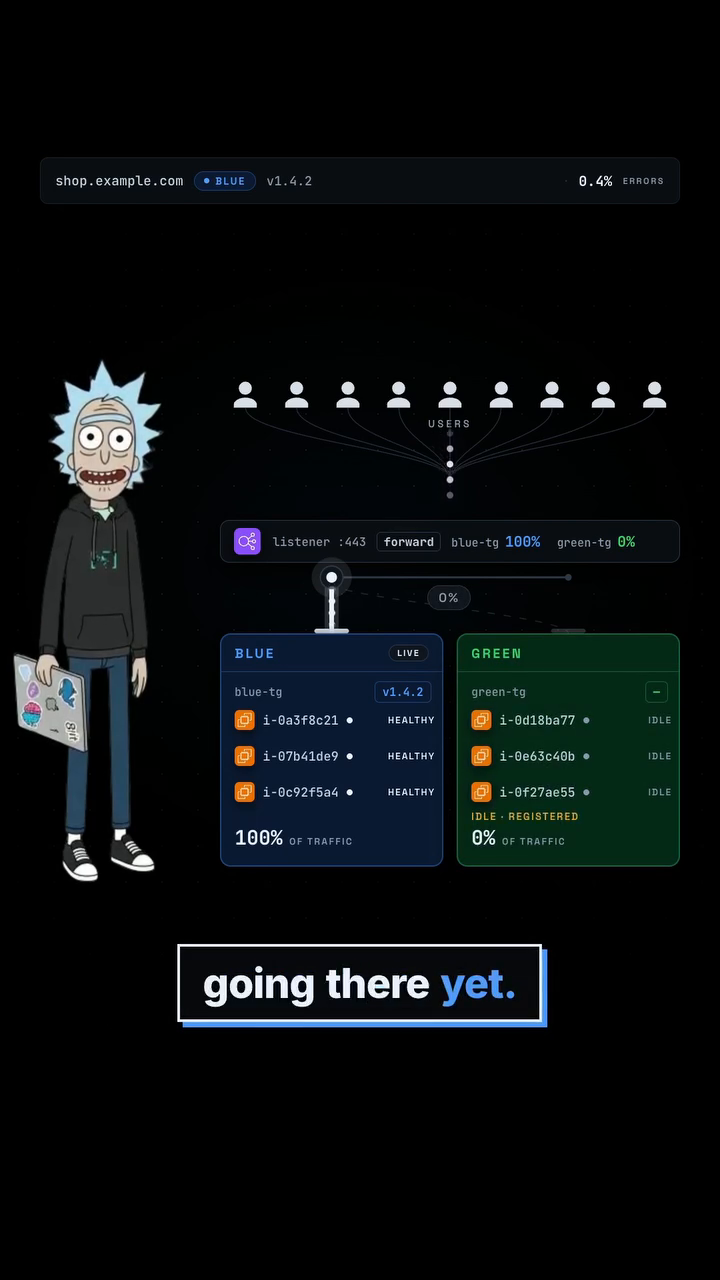 shop.example.com BLUE v1.4.2 0.4% ERRORS
USERS
listener :443 forward blue-tg 100% green-tg 0%
0%
BLUE LIVE
blue-tg v1.4.2
i-0a3f8c21 HEALTHY
i-07b41de9 HEALTHY
i-0c92f5a4 HEALTHY
100% OF TRAFFIC
GREEN
green-tg –
i-0d18ba77 IDLE
i-0e63c40b IDLE
i-0f27ae55 IDLE
IDLE · REGISTERED
0% OF TRAFFIC
going there yet.